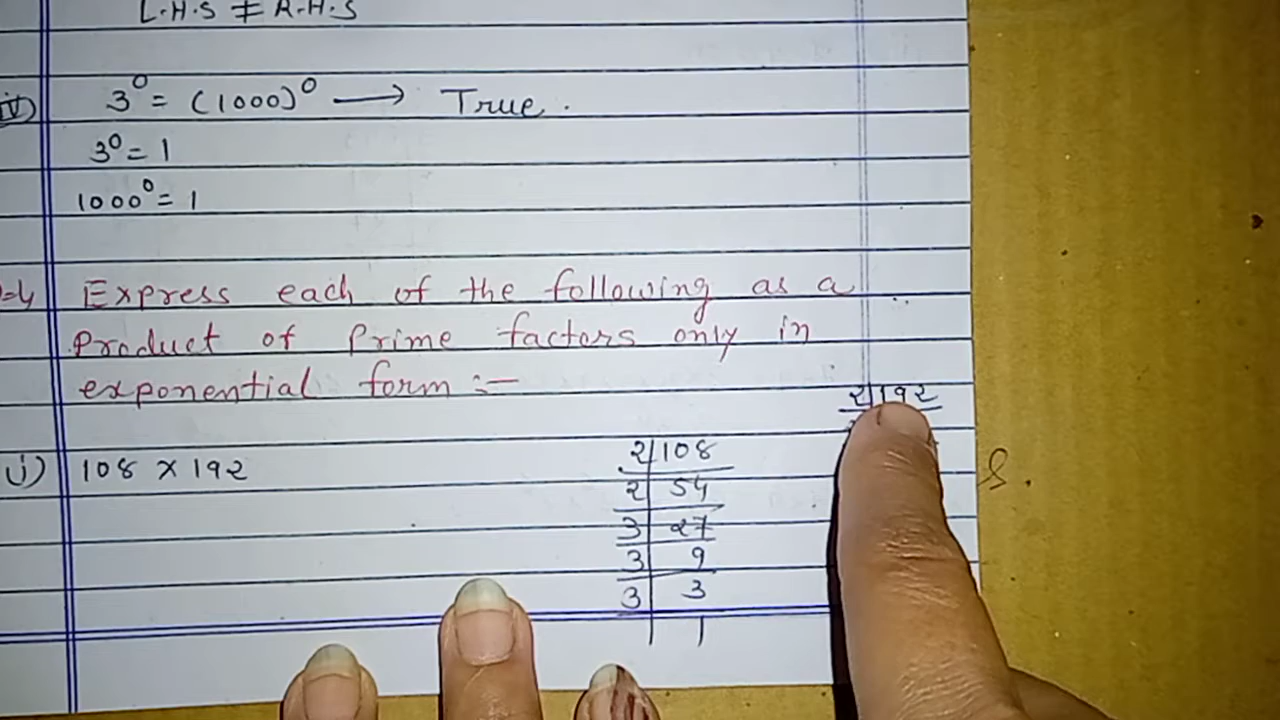 L.H.S ≠ R.H.S
iv) 3⁰ = (1000)⁰ → True.
3⁰ = 1
1000⁰ = 1
Express each of the following as a
Product of Prime factors only in
exponential form :-
2|192
i) 108 x 192
2|108
2|54
3|27
3|9
3|3
|1